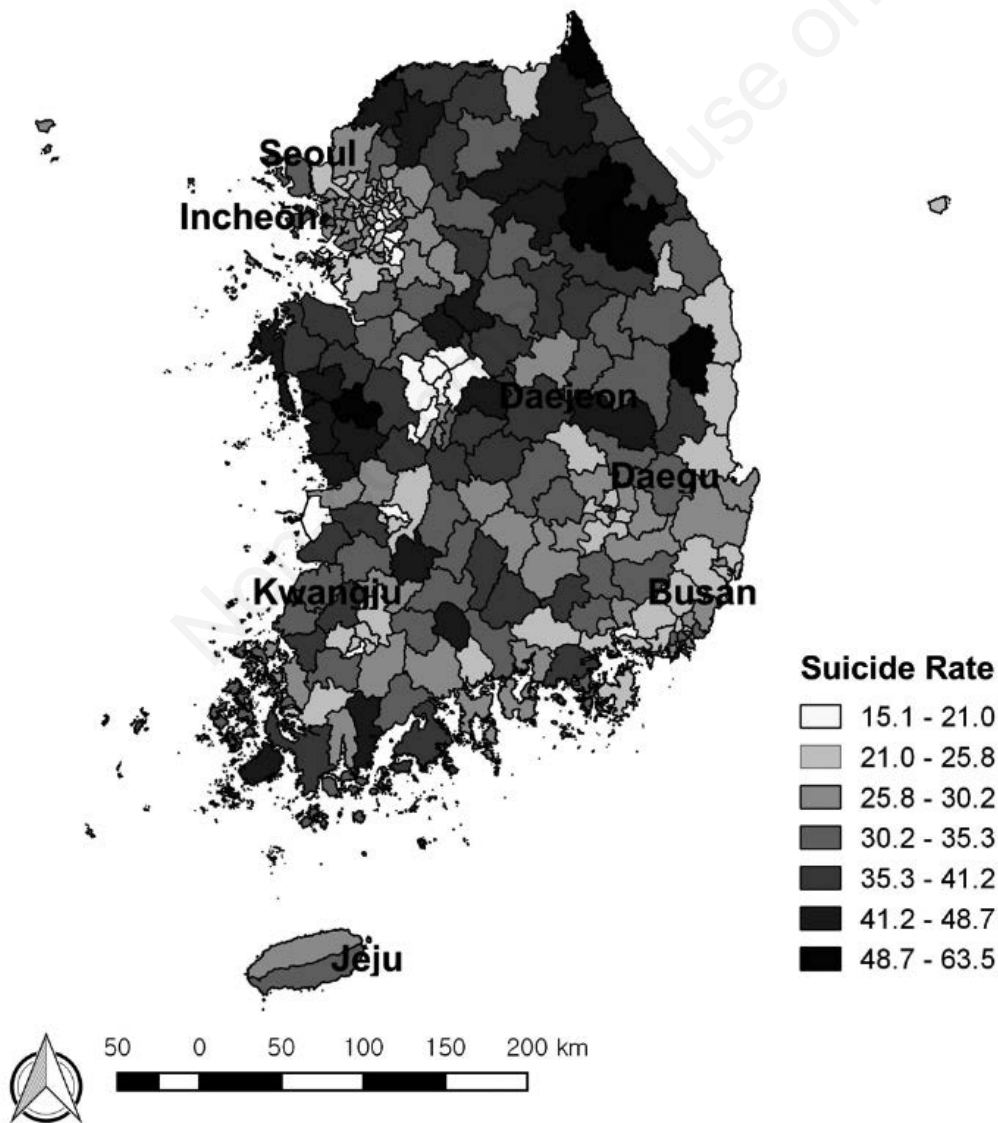 Seoul
Incheon
Daejeon
Daegu
Kwangju
Busan
Jeju
Suicide Rate
15.1 - 21.0
21.0 - 25.8
25.8 - 30.2
30.2 - 35.3
35.3 - 41.2
41.2 - 48.7
48.7 - 63.5
50 0 50 100 150 200 km
use on